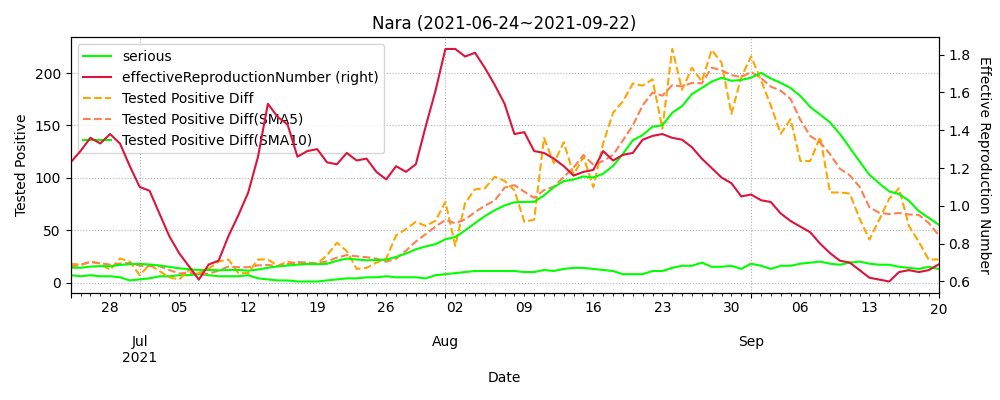 Nara (2021-06-24~2021-09-22)
serious
effectiveReproductionNumber (right)
Tested Positive Diff
Tested Positive Diff(SMA5)
Tested Positive Diff(SMA10)
Tested Positive
200
150
100
50
0
1.8
1.6
1.4
1.2
1.0
0.8
0.6
Effective Reproduction Number
28 05 12 19 26 02 09 16 23 30 06 13 20
Jul Aug Sep
2021
Date